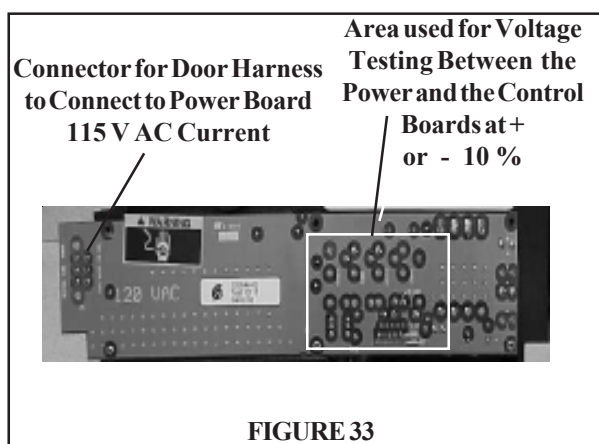 Connector for Door Harness
to Connect to Power Board
115 V AC Current
Area used for Voltage
Testing Between the
Power and the Control
Boards at +
or - 10 %
WARNING
120 VAC
FIGURE 33